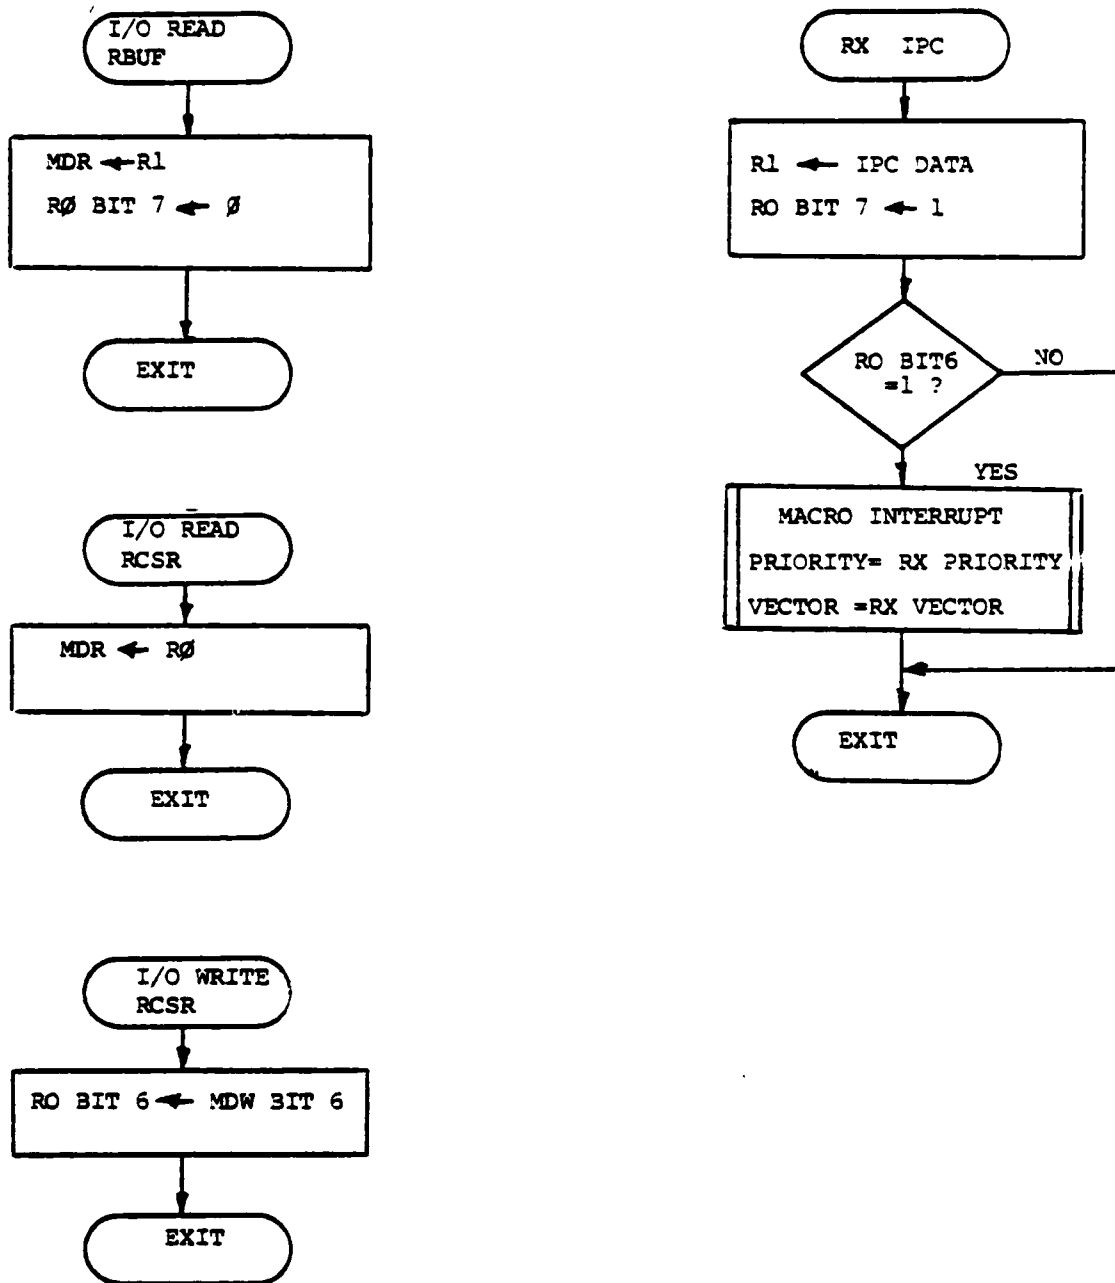 I/O READ
RBUF
MDR ← R1
RØ BIT 7 ← Ø
EXIT
I/O READ
RCSR
MDR ← RØ
EXIT
I/O WRITE
RCSR
RO BIT 6 ← MDW BIT 6
EXIT
RX IPC
R1 ← IPC DATA
RO BIT 7 ← 1
RO BIT6
=1 ?
NO
YES
MACRO INTERRUPT
PRIORITY= RX PRIORITY
VECTOR =RX VECTOR
EXIT